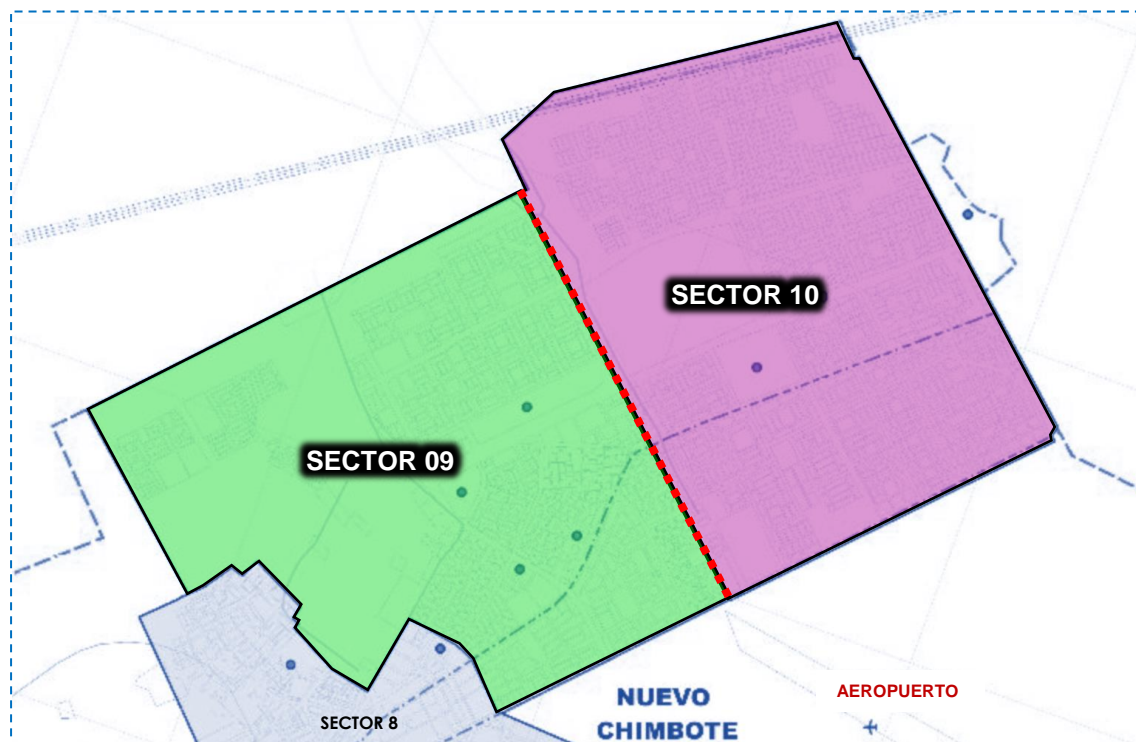 SECTOR 10
SECTOR 09
NUEVO
CHIMBOTE
AEROPUERTO
SECTOR 8